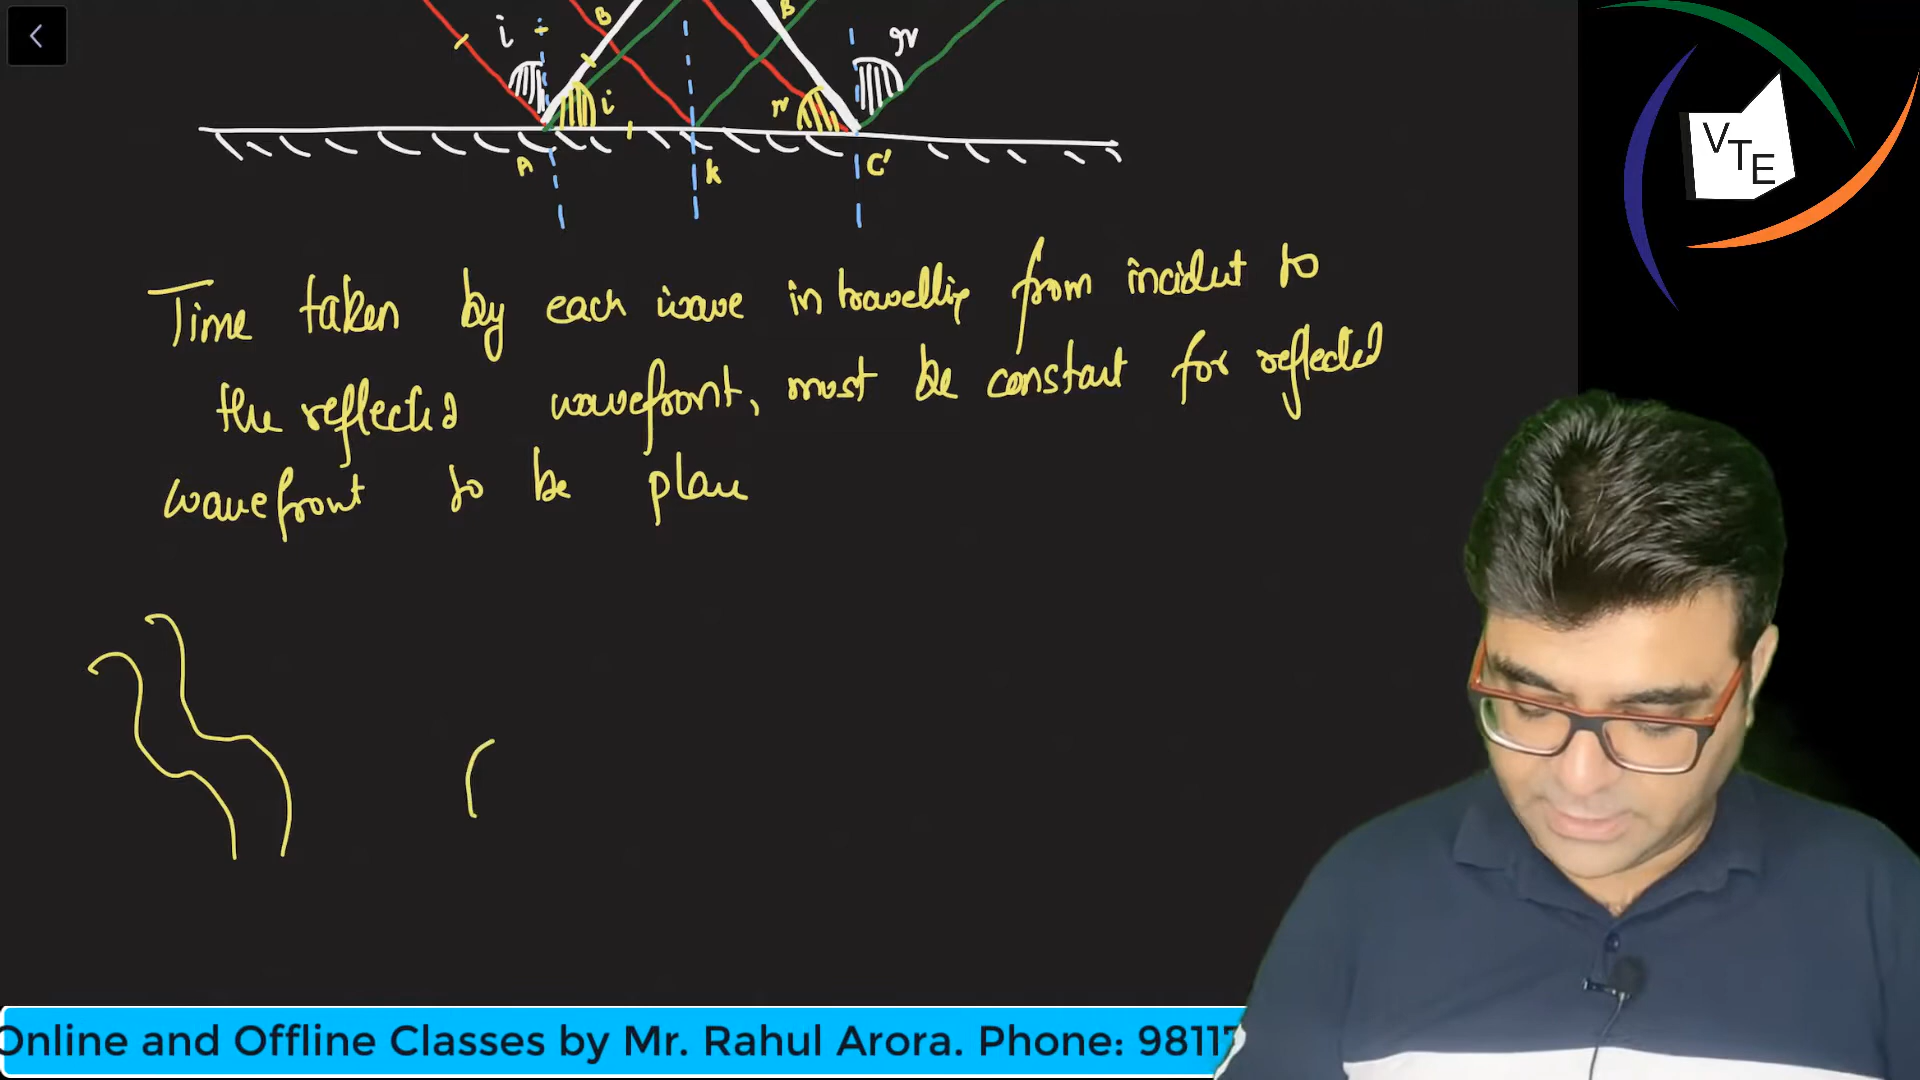 i
B
B
r
i
r
A
K
C'
VTE
Time taken by each wave in travelling from incident to
the reflected wavefront, must be constant for reflected
wavefront to be plane
Online and Offline Classes by Mr. Rahul Arora. Phone: 9811